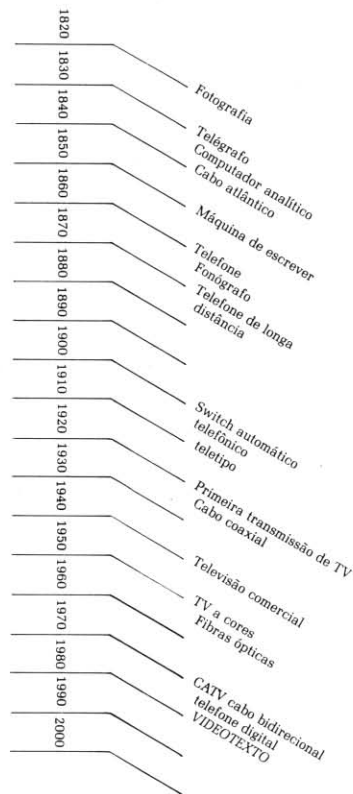 1820
1830
1840
1850
1860
1870
1880
1890
1900
1910
1920
1930
1940
1950
1960
1970
1980
1990
2000
Fotografia
Telégrafo
Computador analítico
Cabo atlântico
Máquina de escrever
Telefone
Fonógrafo
Telefone de longa
distância
Switch automático
telefônico
teletipo
Primeira transmissão de TV
Cabo coaxial
Televisão comercial
TV a cores
Fibras ópticas
CATV cabo bidirecional
telefone digital
VIDEOTEXTO